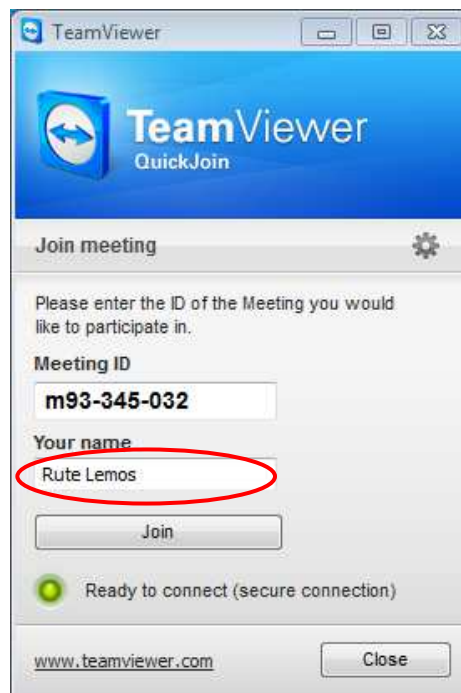 TeamViewer
TeamViewer
QuickJoin
Join meeting
Please enter the ID of the Meeting you would
like to participate in.
Meeting ID
m93-345-032
Your name
Rute Lemos
Join
Ready to connect (secure connection)
www.teamviewer.com
Close